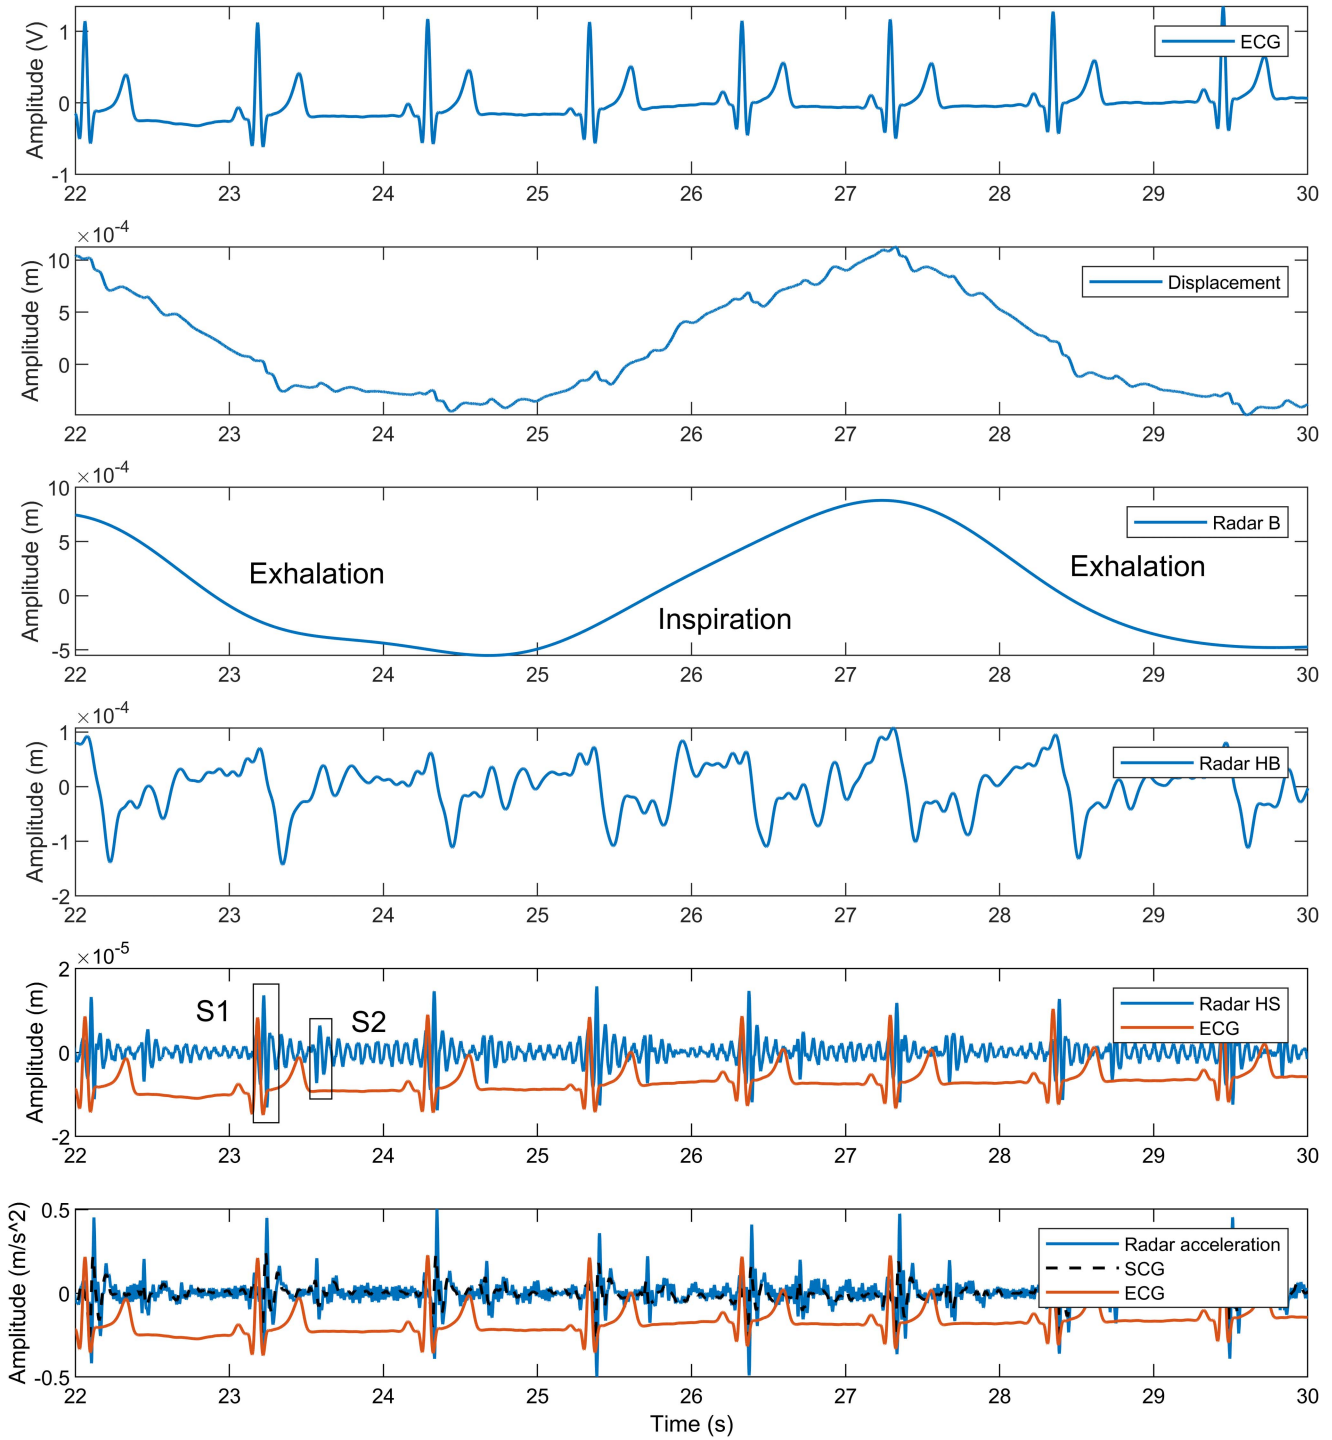 Amplitude (V)
1
0
-1
ECG
22 23 24 25 26 27 28 29 30
×10-4
Amplitude (m)
10
5
0
Displacement
22 23 24 25 26 27 28 29 30
×10-4
Amplitude (m)
10
5
0
-5
Radar B
Exhalation
Inspiration
Exhalation
22 23 24 25 26 27 28 29 30
×10-4
Amplitude (m)
1
0
-1
-2
Radar HB
22 23 24 25 26 27 28 29 30
×10-5
Amplitude (m)
2
0
-2
S1
S2
Radar HS
ECG
22 23 24 25 26 27 28 29 30
Amplitude (m/s^2)
0.5
0
-0.5
Radar acceleration
SCG
ECG
22 23 24 25 26 27 28 29 30
Time (s)